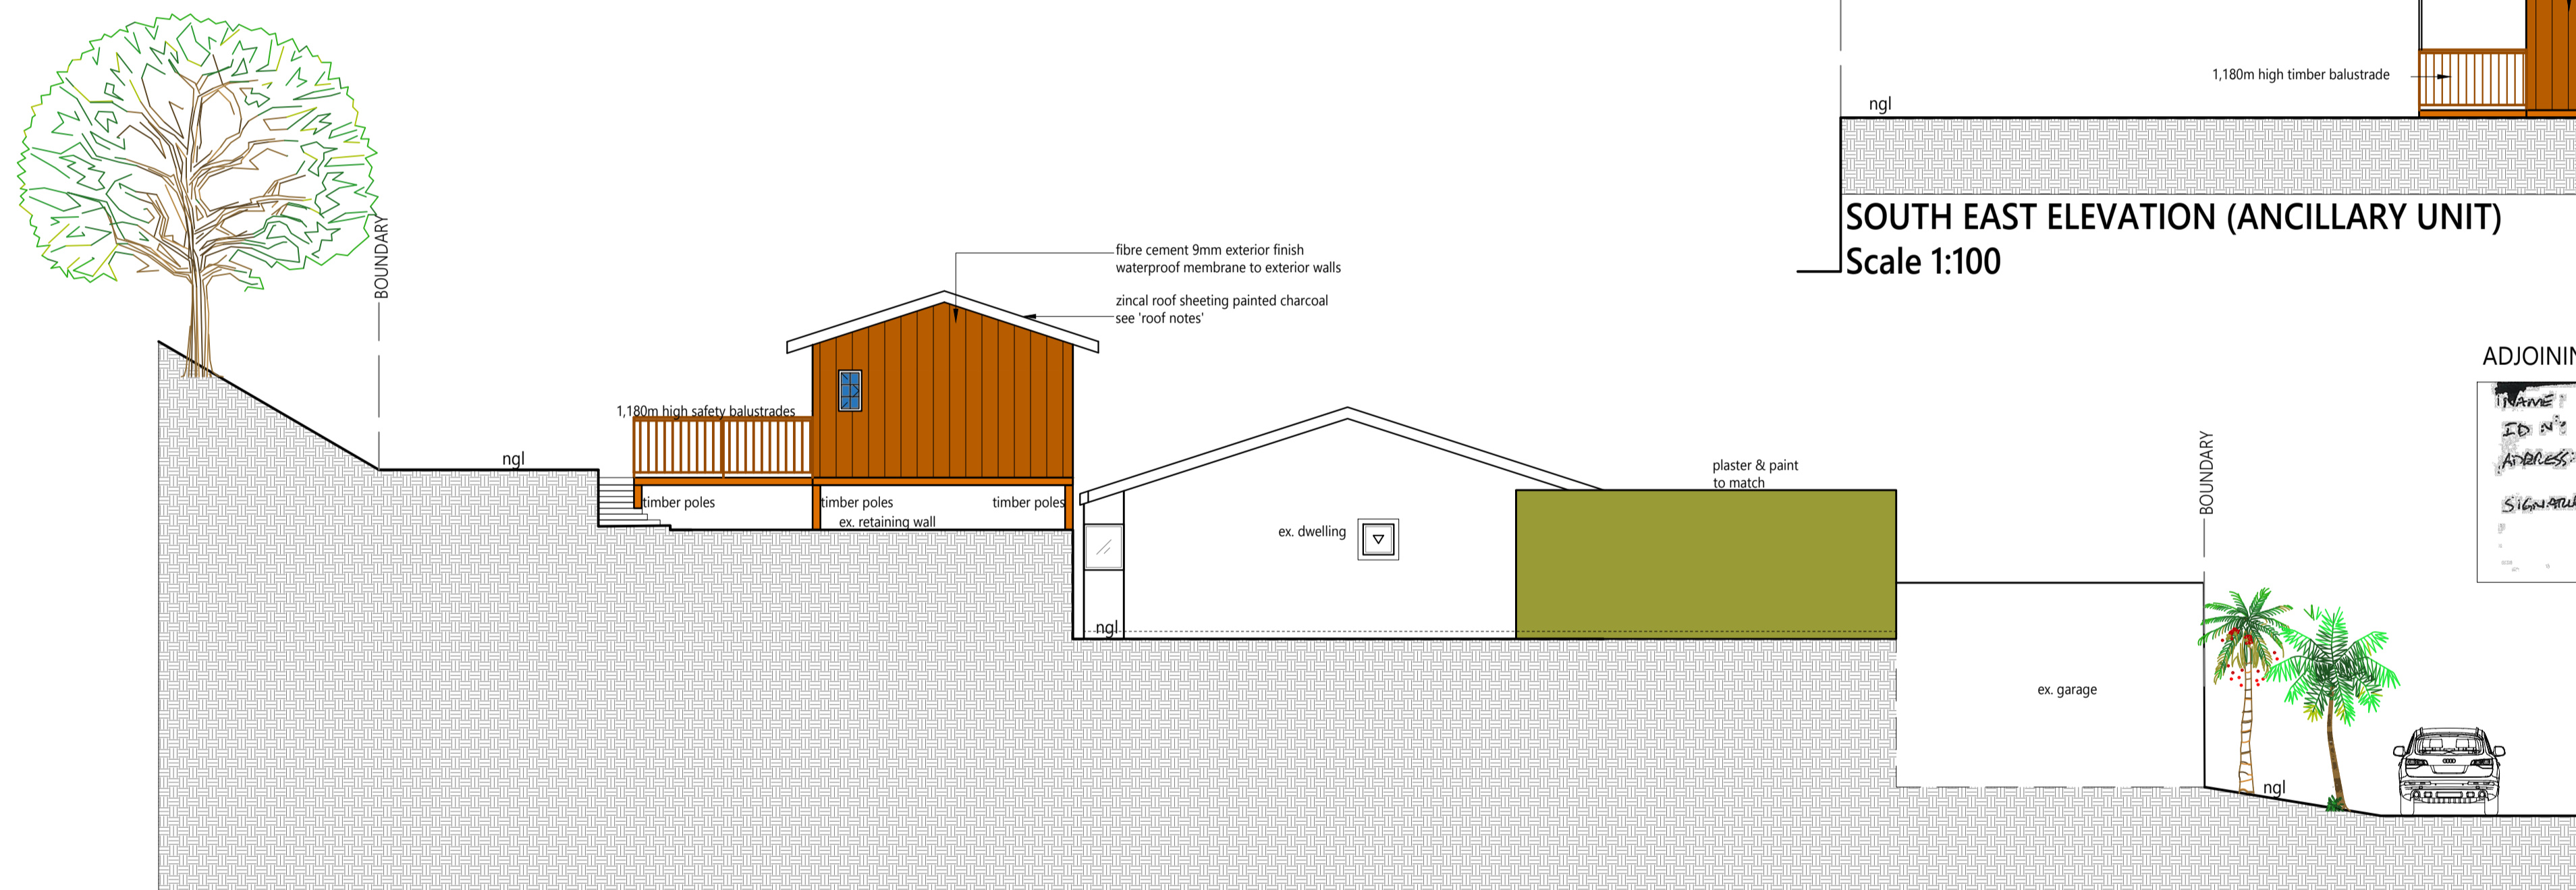 1,180m high timber balustrade
ngl
SOUTH EAST ELEVATION (ANCILLARY UNIT)
Scale 1:100
BOUNDARY
fibre cement 9mm exterior finish
waterproof membrane to exterior walls
zincal roof sheeting painted charcoal
see 'roof notes'
1,180m high safety balustrades
ngl
timber poles
timber poles
timber poles
ex. retaining wall
plaster & paint
to match
ex. dwelling
ngl
BOUNDARY
ex. garage
ngl
NAME:
ID
ADDRESS: